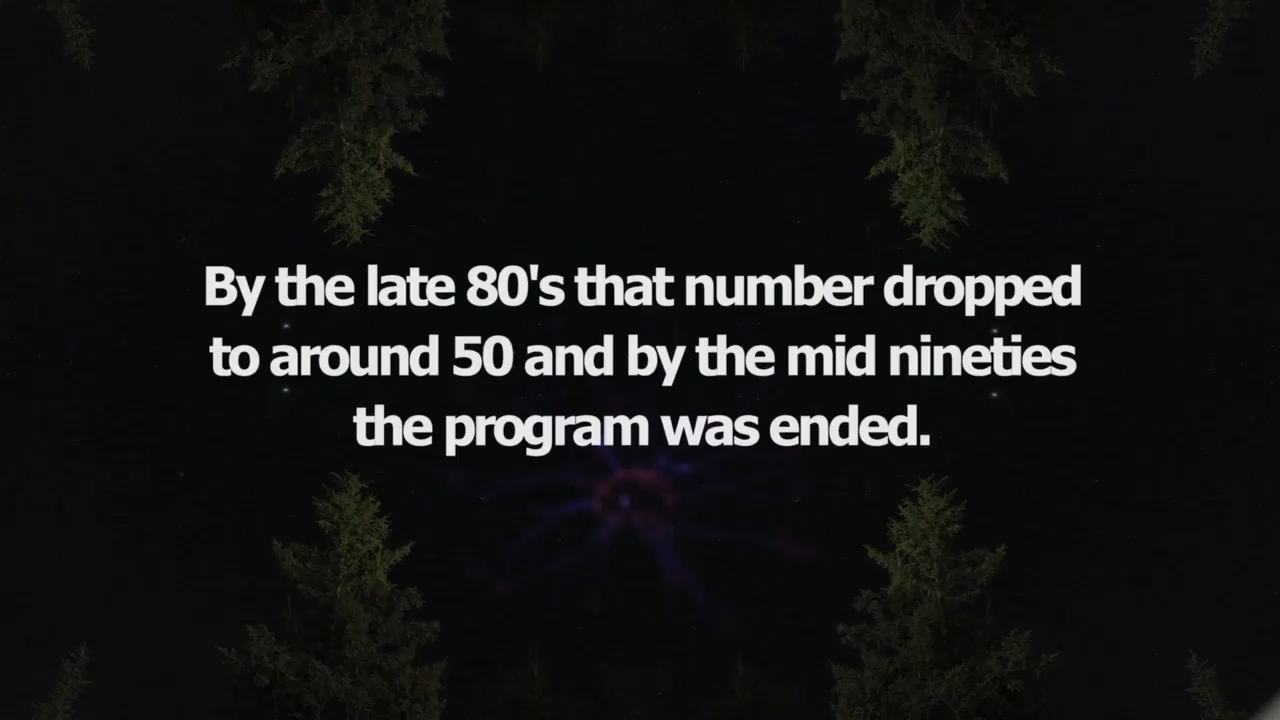 By the late 80's that number dropped
to around 50 and by the mid nineties
the program was ended.